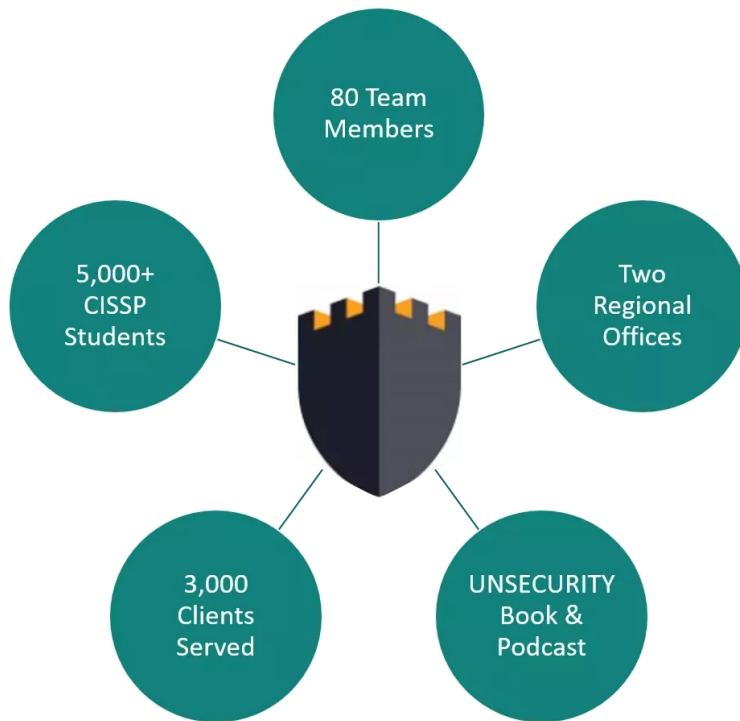 80 Team
Members
5,000+
CISSP
Students
Two
Regional
Offices
3,000
Clients
Served
UNSECURITY
Book &
Podcast